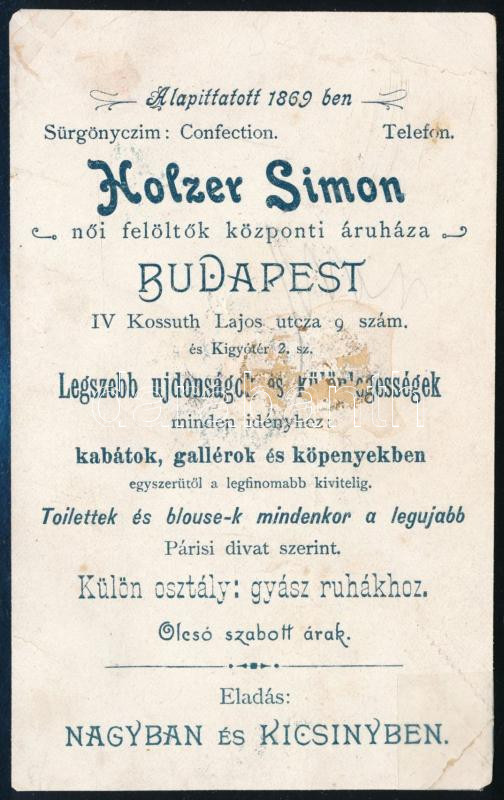 Alapittatott 1869 ben
Sürgönyczim: Confection. Telefon.
Holzer Simon
női felöltők központi áruháza
BUDAPEST
IV Kossuth Lajos utcza 9 szám.
és Kigyótér 2. sz.
Legszebb ujdonságok és különlegességek
minden idényhez:
kabátok, gallérok és köpenyekben
egyszerütől a legfinomabb kivitelig.
Toilettek és blouse-k mindenkor a legujabb
Párisi divat szerint.
Külön osztály: gyász ruhákhoz.
Olcsó szabott árak.
Eladás:
NAGYBAN és KICSINYBEN.